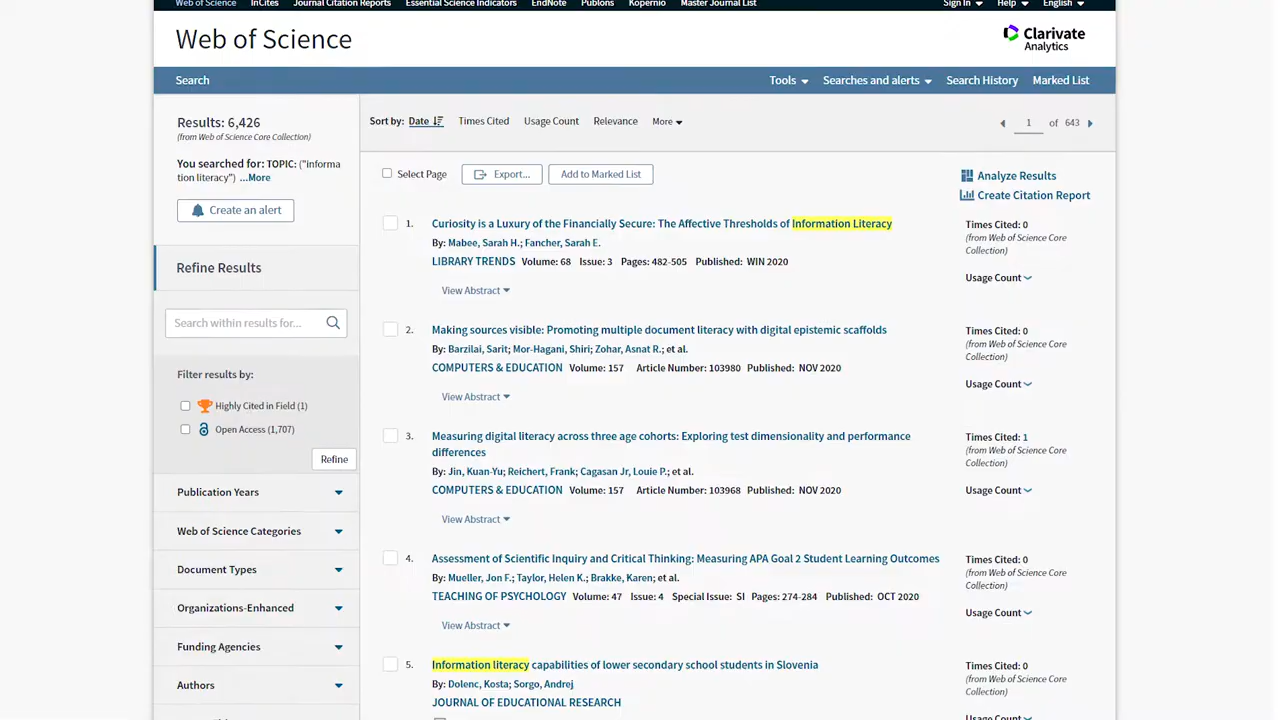 Web of Science InCites Journal Citation Reports Essential Science Indicators EndNote Publons Kopernio Master Journal List Sign In Help English
Web of Science
Clarivate
Analytics
Search Tools Searches and alerts Search History Marked List
Results: 6,426
(from Web of Science Core Collection)
You searched for: TOPIC: ("informa
tion literacy") ...More
Create an alert
Refine Results
Search within results for...
Filter results by:
Highly Cited in Field (1)
Open Access (1,707)
Refine
Publication Years
Web of Science Categories
Document Types
Organizations-Enhanced
Funding Agencies
Authors
Sort by: Date Times Cited Usage Count Relevance More
1 of 643
Select Page Export... Add to Marked List
Analyze Results
Create Citation Report
1. Curiosity is a Luxury of the Financially Secure: The Affective Thresholds of Information Literacy
By: Mabee, Sarah H.; Fancher, Sarah E.
LIBRARY TRENDS Volume: 68 Issue: 3 Pages: 482-505 Published: WIN 2020
View Abstract
Times Cited: 0
(from Web of Science Core
Collection)
Usage Count
2. Making sources visible: Promoting multiple document literacy with digital epistemic scaffolds
By: Barzilai, Sarit; Mor-Hagani, Shiri; Zohar, Asnat R.; et al.
COMPUTERS & EDUCATION Volume: 157 Article Number: 103980 Published: NOV 2020
View Abstract
Times Cited: 0
(from Web of Science Core
Collection)
Usage Count
3. Measuring digital literacy across three age cohorts: Exploring test dimensionality and performance
differences
By: Jin, Kuan-Yu; Reichert, Frank; Cagasan Jr, Louie P.; et al.
COMPUTERS & EDUCATION Volume: 157 Article Number: 103968 Published: NOV 2020
View Abstract
Times Cited: 1
(from Web of Science Core
Collection)
Usage Count
4. Assessment of Scientific Inquiry and Critical Thinking: Measuring APA Goal 2 Student Learning Outcomes
By: Mueller, Jon F.; Taylor, Helen K.; Brakke, Karen; et al.
TEACHING OF PSYCHOLOGY Volume: 47 Issue: 4 Special Issue: SI Pages: 274-284 Published: OCT 2020
View Abstract
Times Cited: 0
(from Web of Science Core
Collection)
Usage Count
5. Information literacy capabilities of lower secondary school students in Slovenia
By: Dolenc, Kosta; Sorgo, Andrej
JOURNAL OF EDUCATIONAL RESEARCH
Times Cited: 0
(from Web of Science Core
Collection)
Usage Count